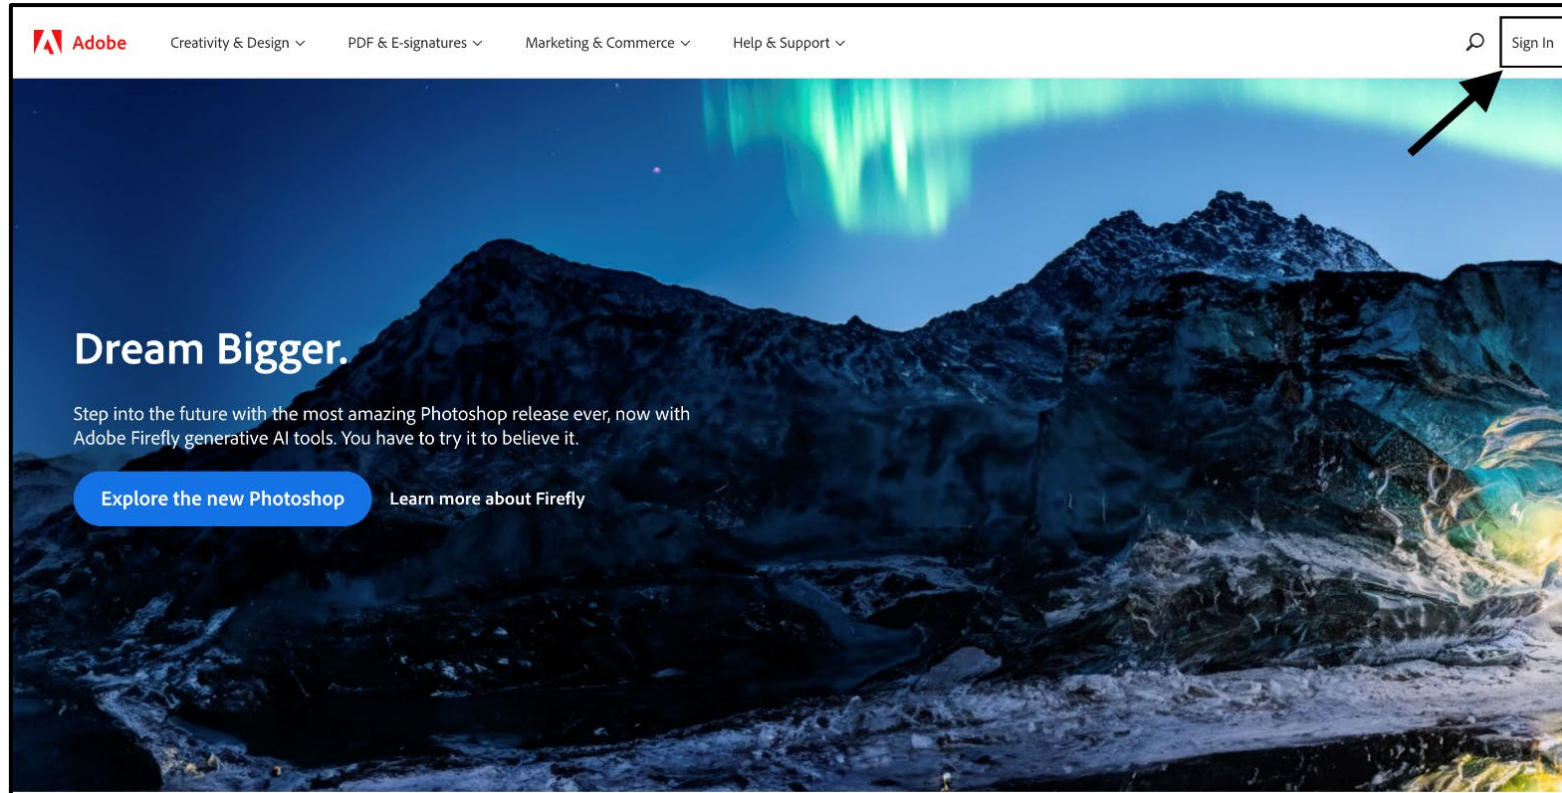 Adobe
Creativity & Design
PDF & E-signatures
Marketing & Commerce
Help & Support
Sign In
Dream Bigger.
Step into the future with the most amazing Photoshop release ever, now with
Adobe Firefly generative AI tools. You have to try it to believe it.
Explore the new Photoshop
Learn more about Firefly